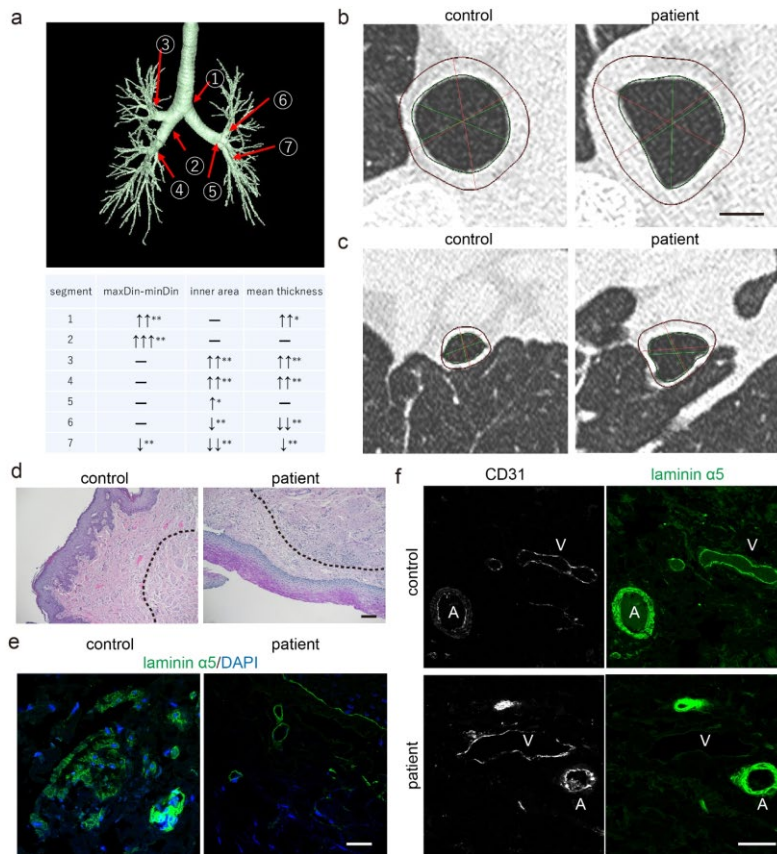 a
③
①
⑥
⑦
②
④
⑤
segment maxDin-minDin inner area mean thickness
1 ↑↑** — ↑↑*
2 ↑↑↑** — —
3 — ↑↑** ↑↑**
4 — ↑↑** ↑↑**
5 — ↑* —
6 — ↓** ↓↓**
7 ↓** ↓↓** ↓**
b
control patient
c
control patient
d
control patient
e
control patient
laminin α5/DAPI
f
CD31 laminin α5
control
V
A
V
A
patient
V
A
V
A